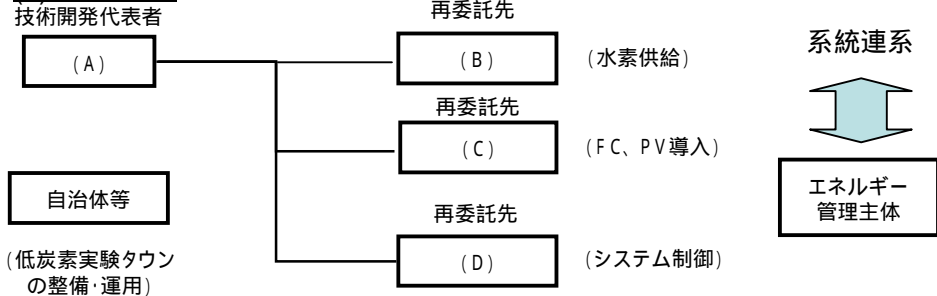 技術開発代表者
(A)
再委託先
(B)
(水素供給)
再委託先
(C)
(FC、PV導入)
再委託先
(D)
(システム制御)
自治体等
(低炭素実験タウン
の整備・運用)
系統連系
エネルギー
管理主体